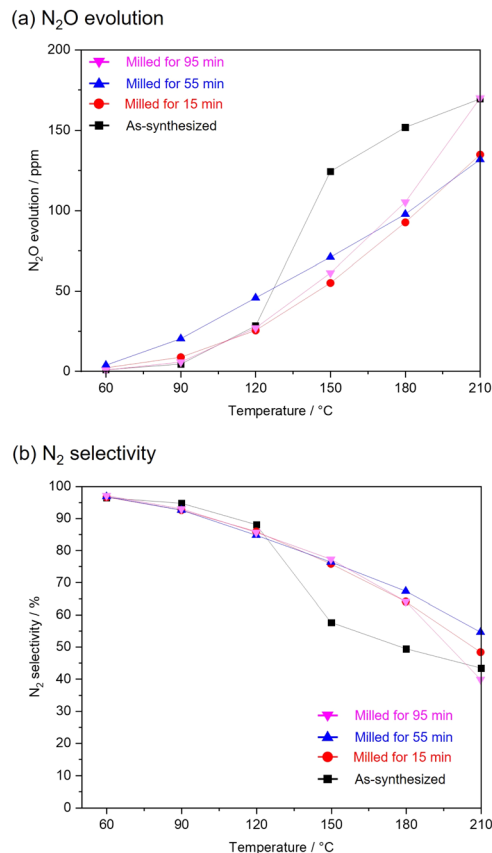 (a) N₂O evolution
200
150
100
50
0
N₂O evolution / ppm
Milled for 95 min
Milled for 55 min
Milled for 15 min
As-synthesized
60 90 120 150 180 210
Temperature / °C
(b) N₂ selectivity
100
90
80
70
60
50
40
30
20
10
0
N₂ selectivity / %
Milled for 95 min
Milled for 55 min
Milled for 15 min
As-synthesized
60 90 120 150 180 210
Temperature / °C